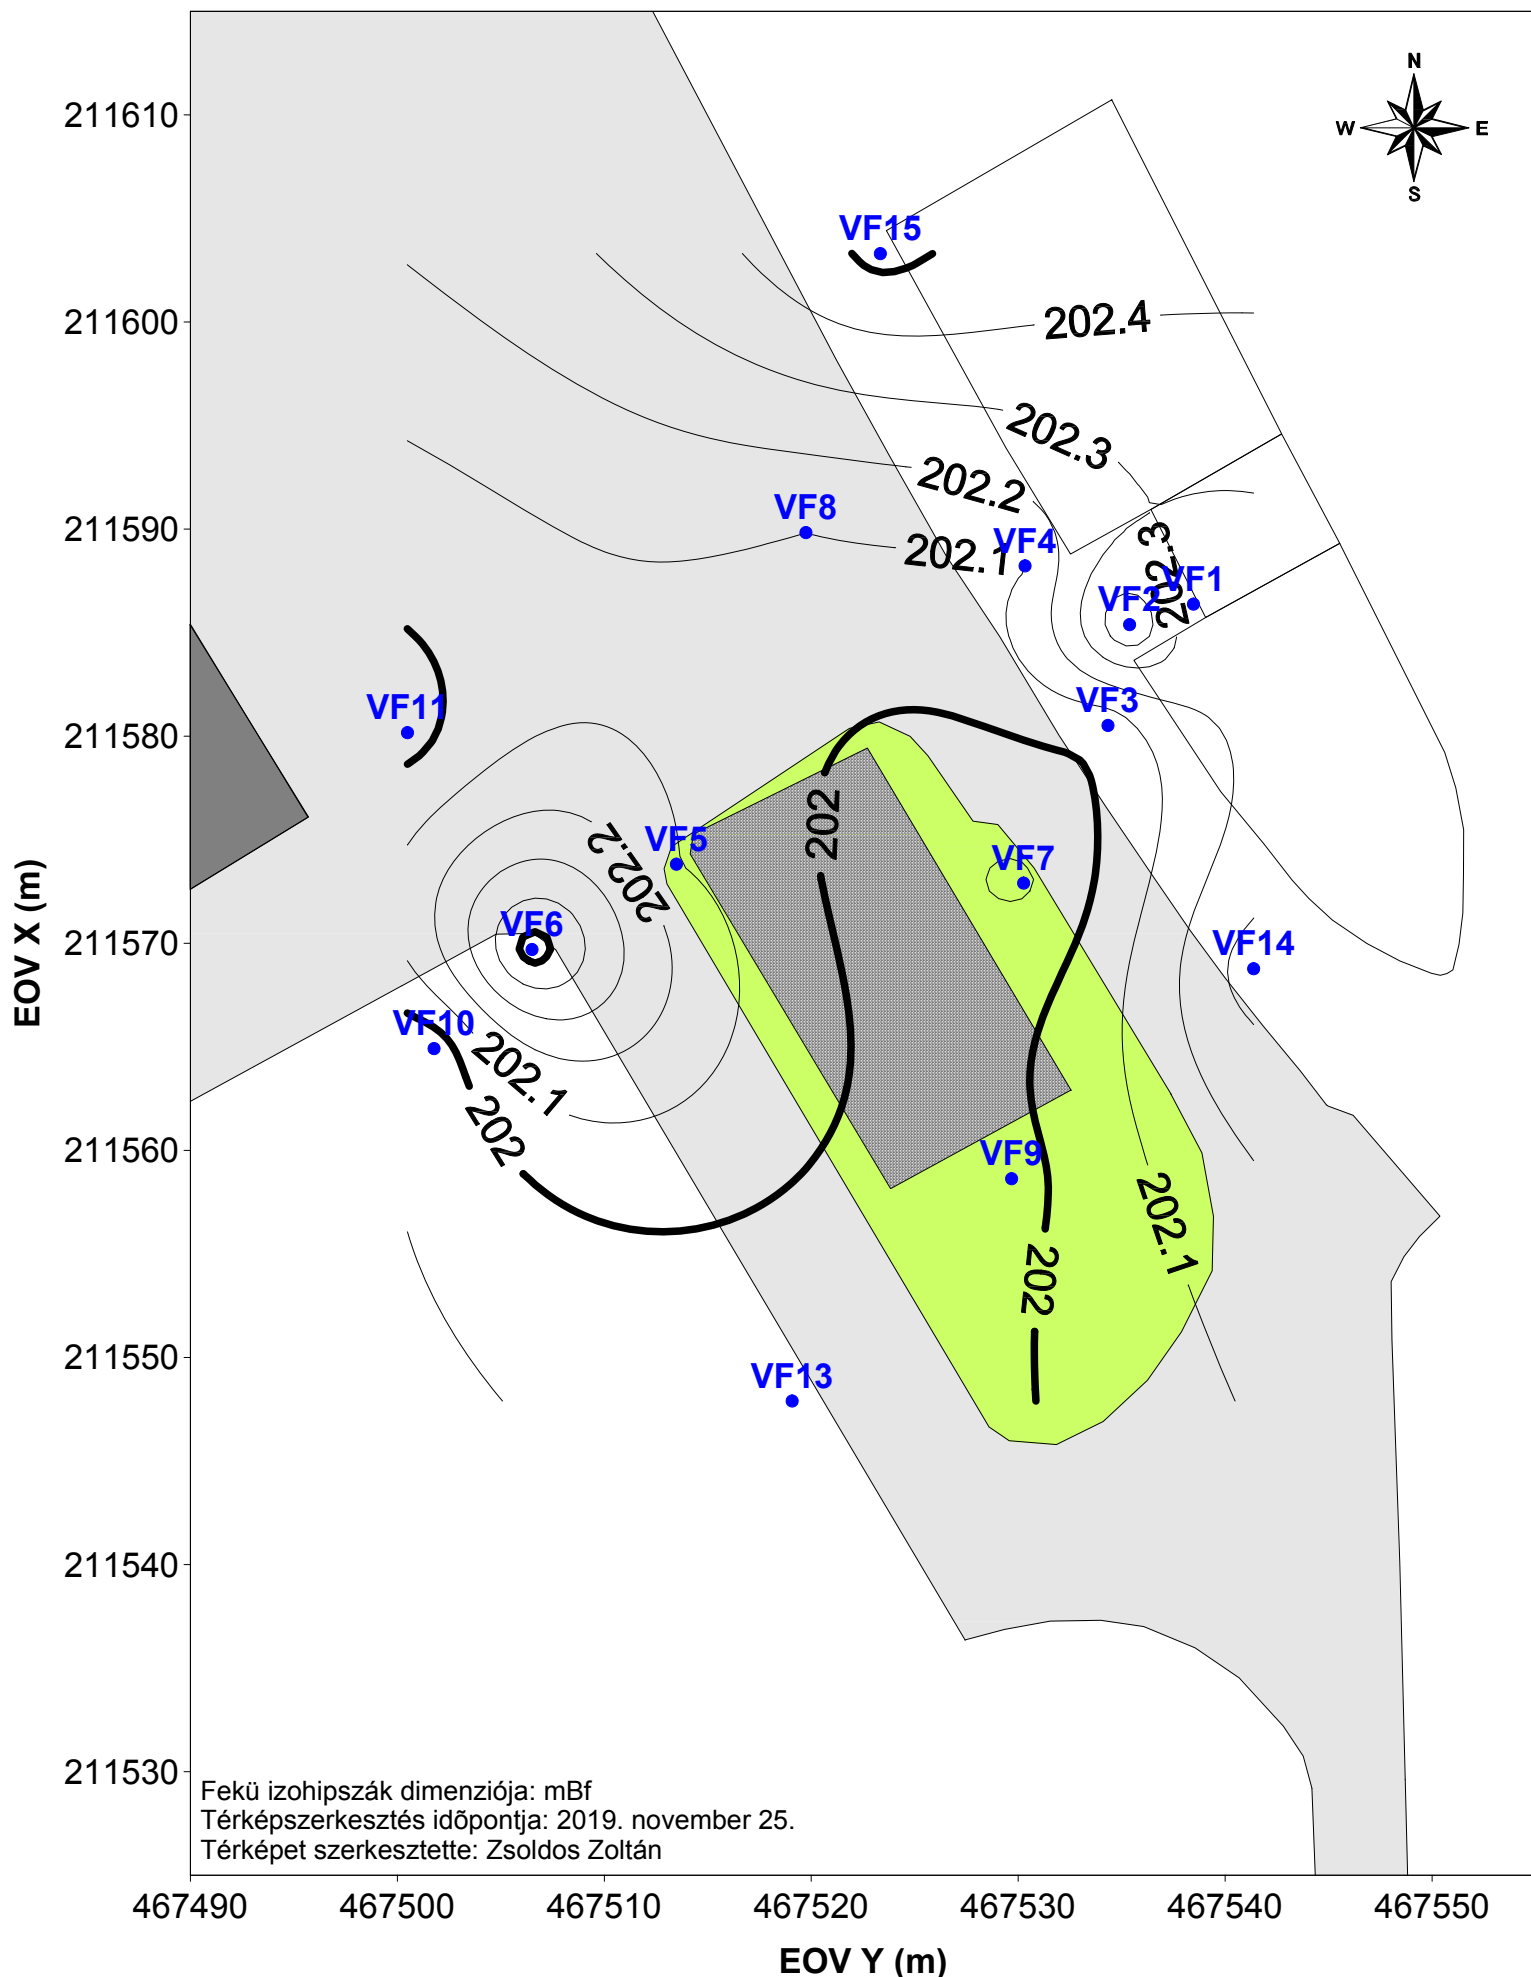 N
W E
S
211610
VF15
211600
202.4
202.3
202.2
VF8
211590
202.1
VF4
202.3
VF1
VF2
VF3
VF11
211580
202
202.2
VF5
VF7
EOV X (m)
VF6
211570
VF14
VF10
202.1
202
211560
VF9
202.1
202
211550
VF13
211540
211530
Fekü izohipszák dimenziója: mBf
Térképszerkesztés idõpontja: 2019. november 25.
Térképet szerkesztette: Zsoldos Zoltán
467490 467500 467510 467520 467530 467540 467550
EOV Y (m)